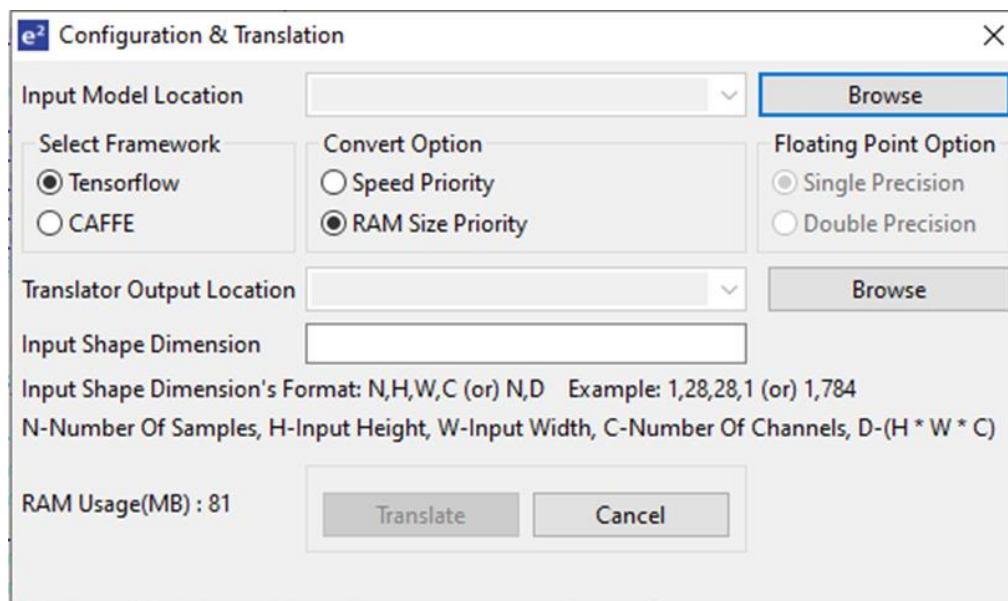 e² Configuration & Translation
Input Model Location Browse
Select Framework Convert Option Floating Point Option
Tensorflow Speed Priority Single Precision
CAFFE RAM Size Priority Double Precision
Translator Output Location Browse
Input Shape Dimension
Input Shape Dimension's Format: N,H,W,C (or) N,D Example: 1,28,28,1 (or) 1,784
N-Number Of Samples, H-Input Height, W-Input Width, C-Number Of Channels, D-(H * W * C)
RAM Usage(MB) : 81 Translate Cancel